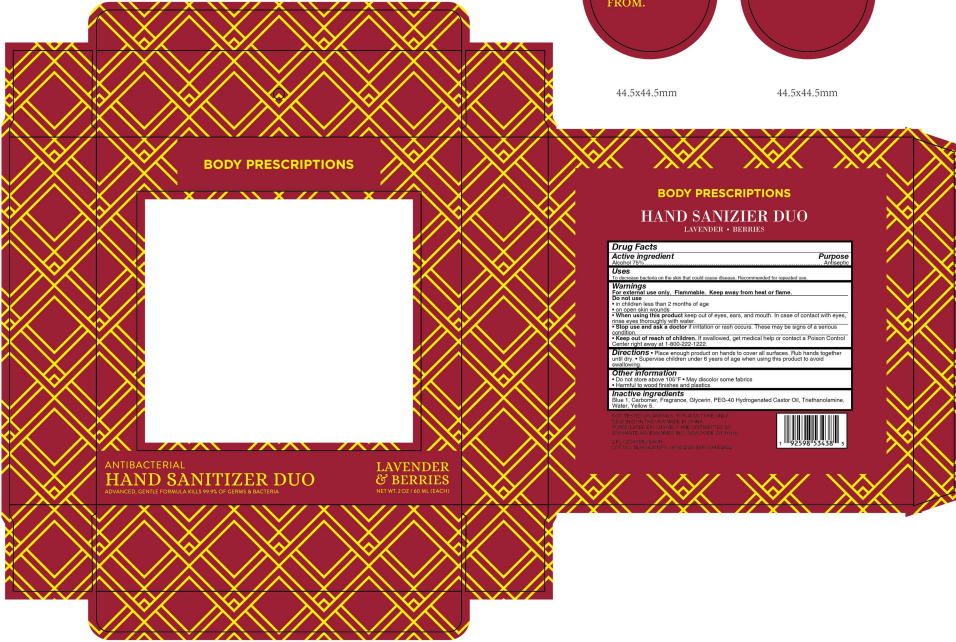 FROM.
44.5x44.5mm
44.5x44.5mm
BODY PRESCRIPTIONS
ANTIBACTERIAL
HAND SANITIZER DUO
ADVANCED, GENTLE FORMULA KILLS 99.9% OF GERMS & BACTERIA
LAVENDER
& BERRIES
NET WT. 2 OZ / 60 ML (EACH)
BODY PRESCRIPTIONS
HAND SANIZIER DUO
LAVENDER • BERRIES
Drug Facts
Active ingredient Purpose
Alcohol 75% Antiseptic
Uses
To decrease bacteria on the skin that could cause disease. Recommended for repeated use.
Warnings
For external use only. Flammable. Keep away from heat or flame.
Do not use
• in children less than 2 months of age
• on open skin wounds
• When using this product keep out of eyes, ears, and mouth. In case of contact with eyes,
rinse eyes thoroughly with water.
• Stop use and ask a doctor if irritation or rash occurs. These may be signs of a serious
condition.
• Keep out of reach of children. If swallowed, get medical help or contact a Poison Control
Center right away at 1-800-222-1222.
Directions • Place enough product on hands to cover all surfaces. Rub hands together
until dry. • Supervise children under 6 years of age when using this product to avoid
swallowing.
Other information
• Do not store above 105°F • May discolor some fabrics
• Harmful to wood finishes and plastics
Inactive ingredients
Blue 1, Carbomer, Fragrance, Glycerin, PEG-40 Hydrogenated Castor Oil, Triethanolamine,
Water, Yellow 5.
1 92598 53438 5